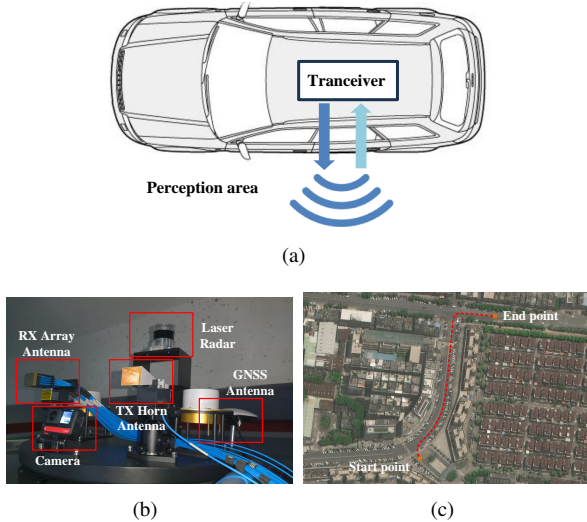 Tranceiver
Perception area
(a)
RX Array
Antenna
Laser
Radar
GNSS
Antenna
TX Horn
Antenna
Camera
(b)
End point
Start point
(c)